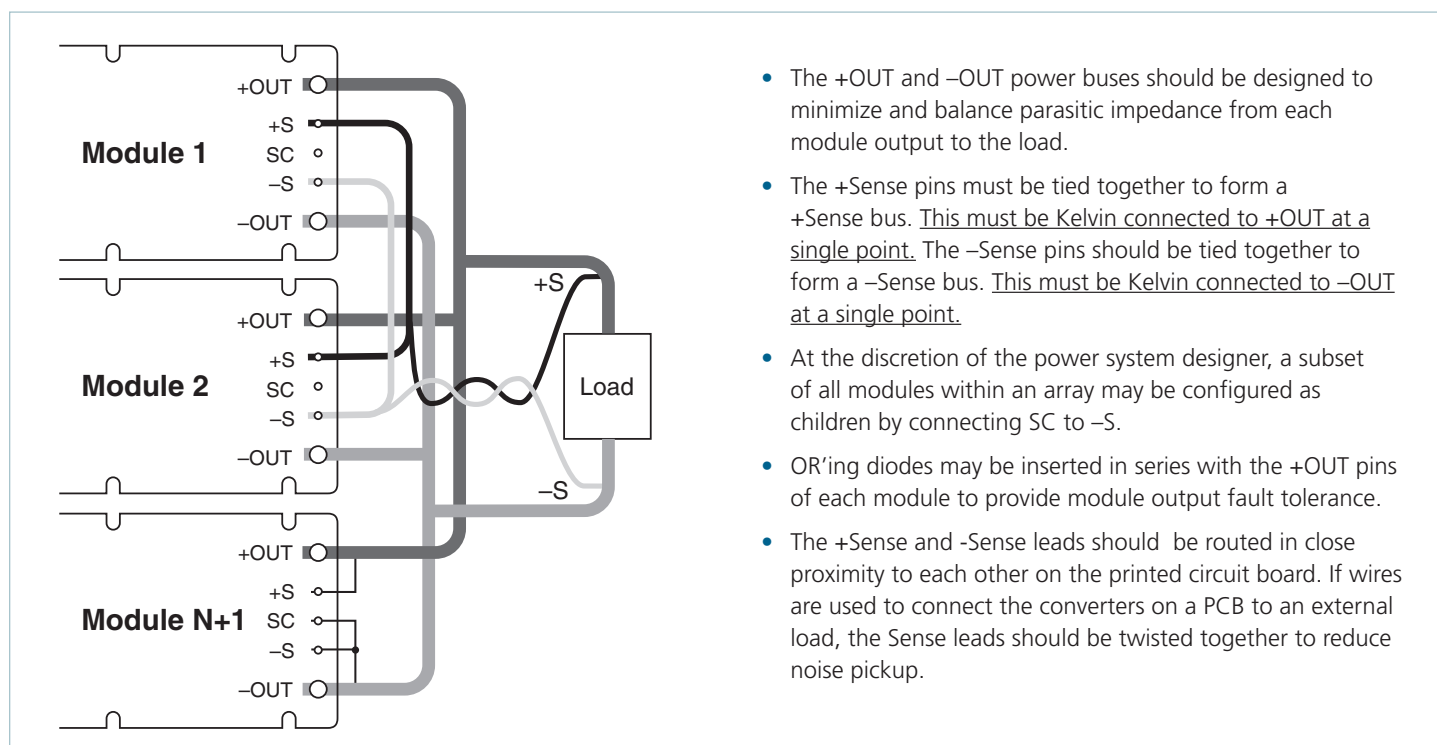 +OUT
+S
Module 1
SC
–S
–OUT
+OUT
+S
Module 2
SC
–S
–OUT
+OUT
+S
Module N+1
SC
–S
–OUT
+S
Load
–S
• The +OUT and –OUT power buses should be designed to
minimize and balance parasitic impedance from each
module output to the load.
• The +Sense pins must be tied together to form a
+Sense bus. This must be Kelvin connected to +OUT at a
single point. The –Sense pins should be tied together to
form a –Sense bus. This must be Kelvin connected to –OUT
at a single point.
• At the discretion of the power system designer, a subset
of all modules within an array may be configured as
children by connecting SC to –S.
• OR’ing diodes may be inserted in series with the +OUT pins
of each module to provide module output fault tolerance.
• The +Sense and -Sense leads should be routed in close
proximity to each other on the printed circuit board. If wires
are used to connect the converters on a PCB to an external
load, the Sense leads should be twisted together to reduce
noise pickup.